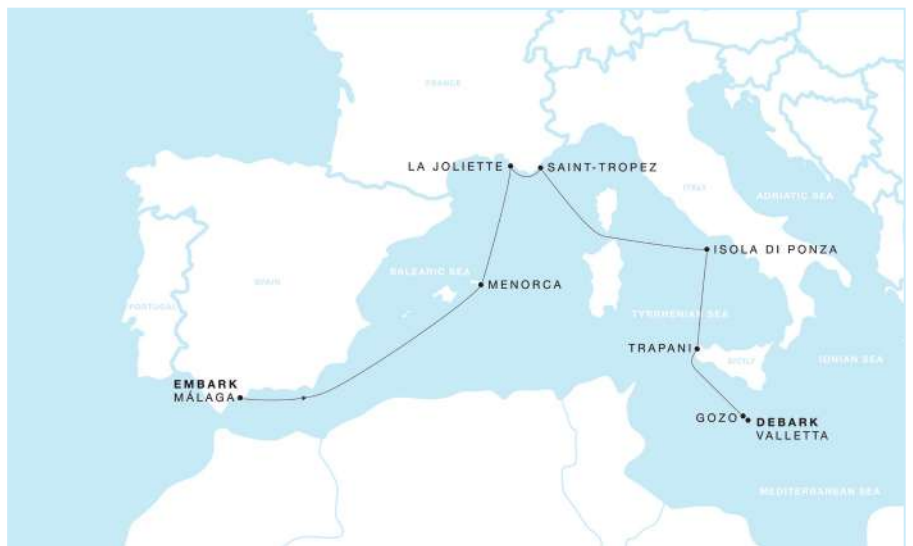 FRANCE
LA JOLIETTE
SAINT-TROPEZ
ITALY
ADRIATIC SEA
ISOLA DI PONZA
BALEARIC SEA
SPAIN
MENORCA
PORTUGAL
TYRRHENIAN SEA
TRAPANI
SICILY
IONIAN SEA
EMBARK
MÁLAGA
GOZO
DEBARK
VALLETTA
MEDITERRANEAN SEA